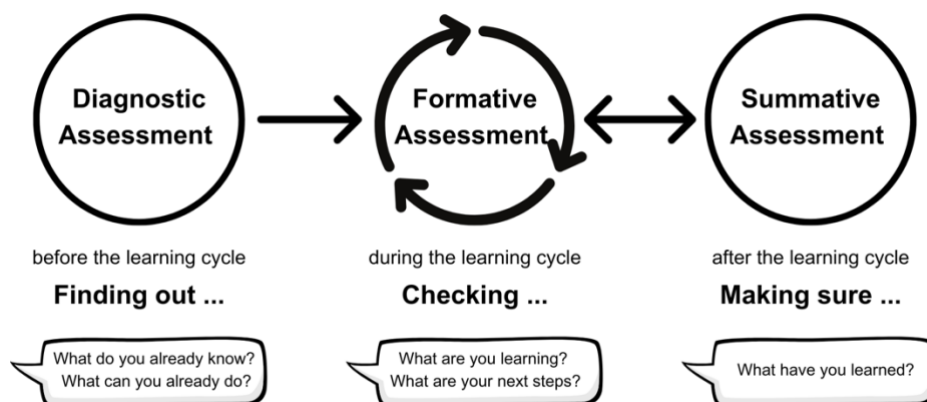 Diagnostic
Assessment
Formative
Assessment
Summative
Assessment
before the learning cycle
Finding out ...
during the learning cycle
Checking ...
after the learning cycle
Making sure ...
What do you already know?
What can you already do?
What are you learning?
What are your next steps?
What have you learned?